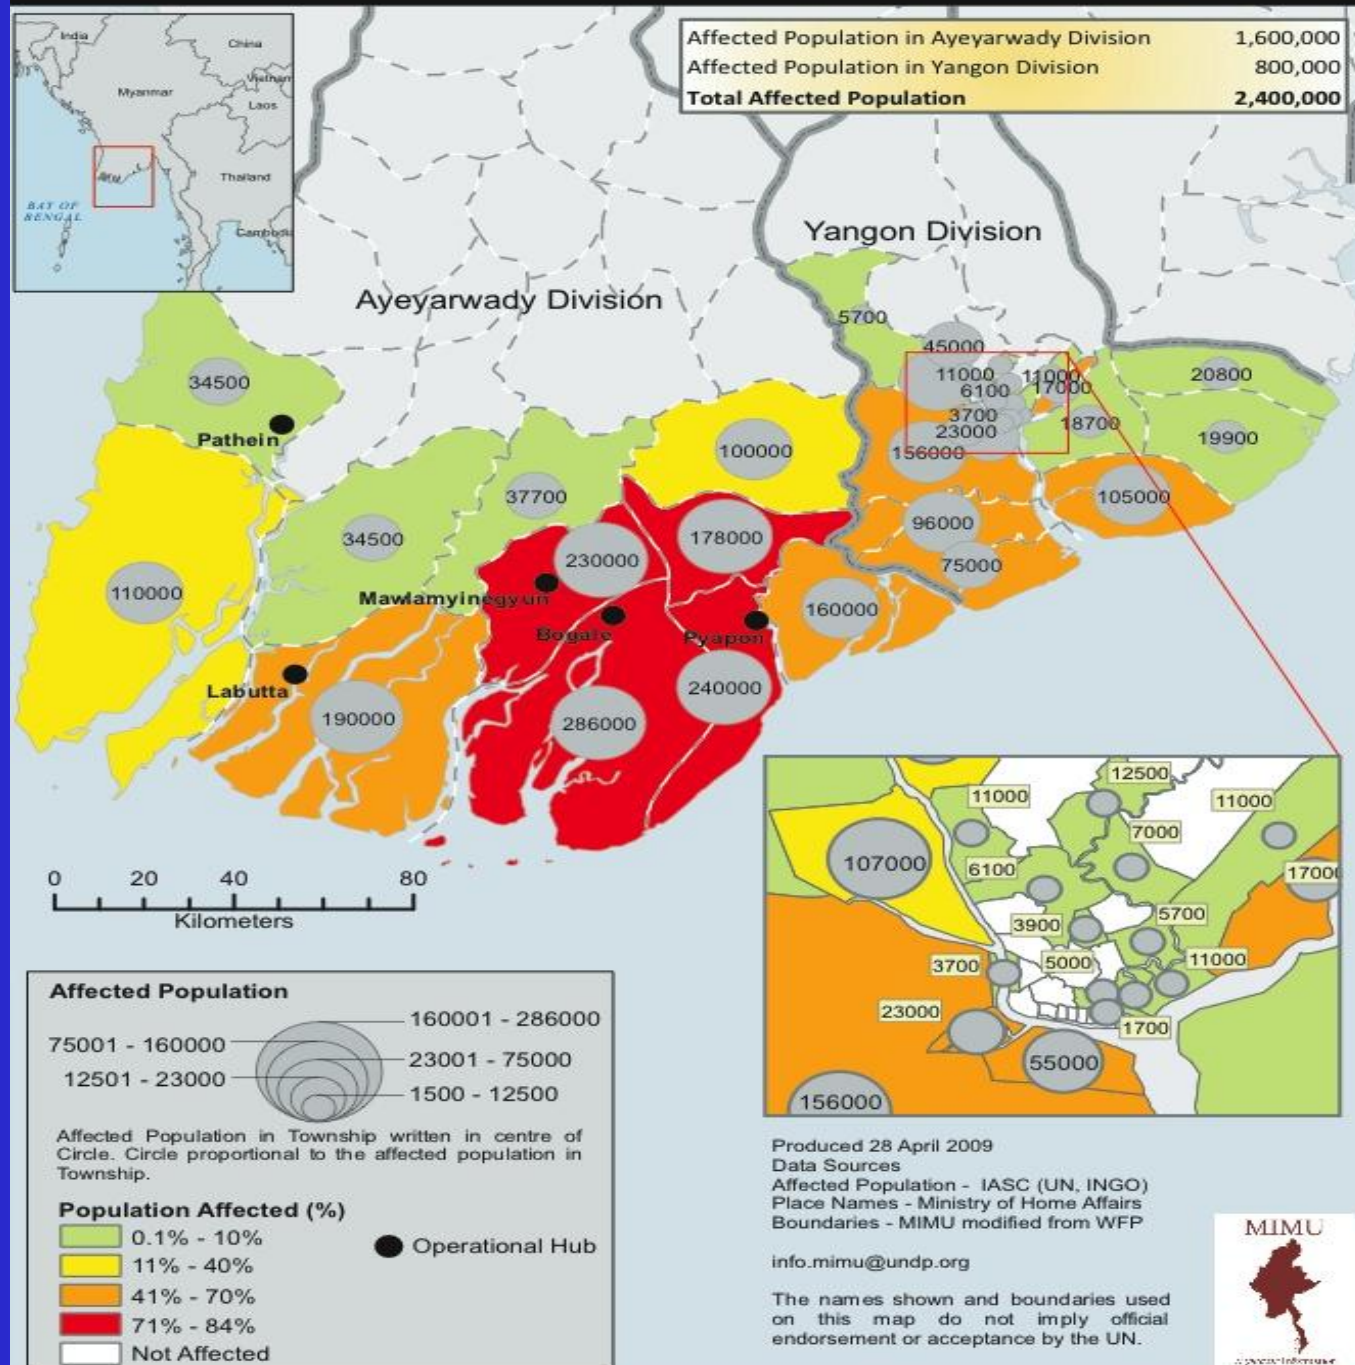 India
China
Vietnam
Myanmar
Laos
Thailand
BAY OF
BENGAL
Cambodia
Affected Population in Ayeyarwady Division 1,600,000
Affected Population in Yangon Division 800,000
Total Affected Population 2,400,000
Yangon Division
Ayeyarwady Division
5700
45000
34500
11000
11000
20800
6100
17000
3700
18700
Pathein
23000
19900
100000
156000
37700
105000
34500
178000
96000
230000
75000
110000
Mawlamyinegyun
160000
Bogale
Pyapon
Labutta
240000
190000
286000
12500
11000
11000
7000
107000
6100
17000
5700
3900
3700
5000
11000
23000
1700
55000
156000
0 20 40 80
Kilometers
Affected Population
160001 - 286000
75001 - 160000
23001 - 75000
12501 - 23000
1500 - 12500
Affected Population in Township written in centre of
Circle. Circle proportional to the affected population in
Township.
Population Affected (%)
0.1% - 10%
Operational Hub
11% - 40%
41% - 70%
71% - 84%
Not Affected
Produced 28 April 2009
Data Sources
Affected Population - IASC (UN, INGO)
Place Names - Ministry of Home Affairs
Boundaries - MIMU modified from WFP
info.mimu@undp.org
The names shown and boundaries used
on this map do not imply official
endorsement or acceptance by the UN.
MIMU